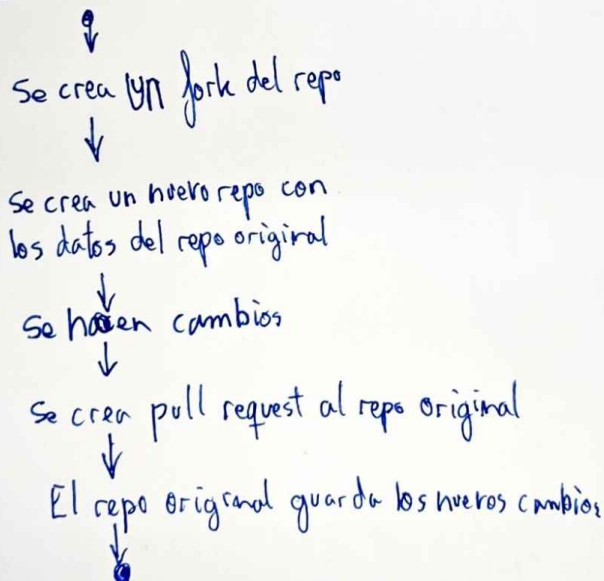 Se crea un fork del repo
Se crea un nuevo repo con
los datos del repo original
Se hacen cambios
Se crea pull request al repo original
El repo original guarda los nuevos cambios